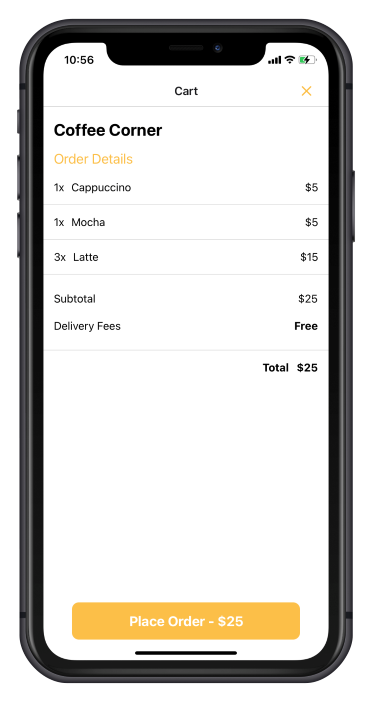 10:56
Cart
Coffee Corner
Order Details
1x Cappuccino $5
1x Mocha $5
3x Latte $15
Subtotal $25
Delivery Fees Free
Total $25
Place Order - $25